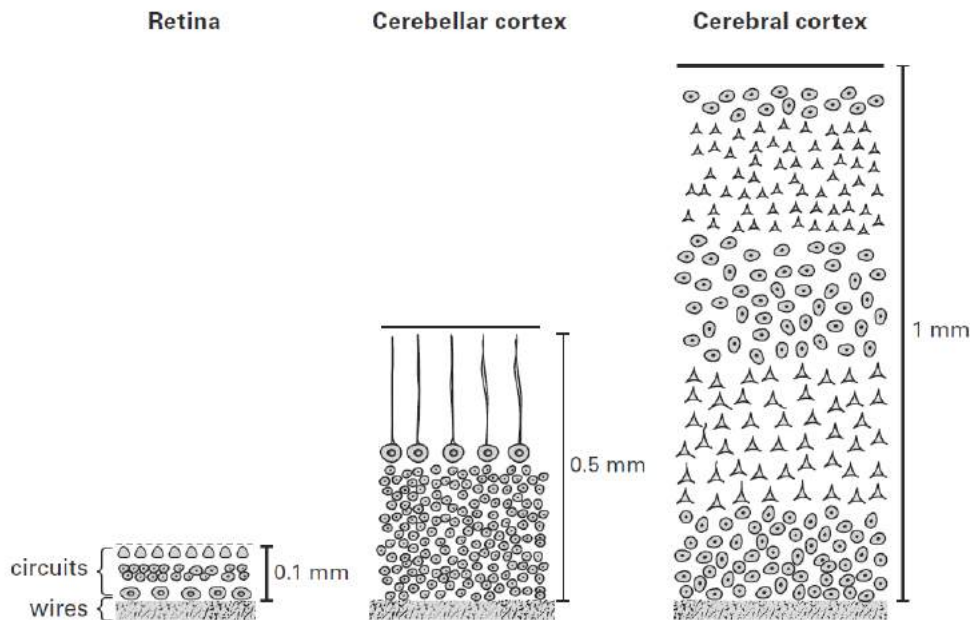 Retina
Cerebellar cortex
Cerebral cortex
1 mm
0.5 mm
circuits
0.1 mm
wires